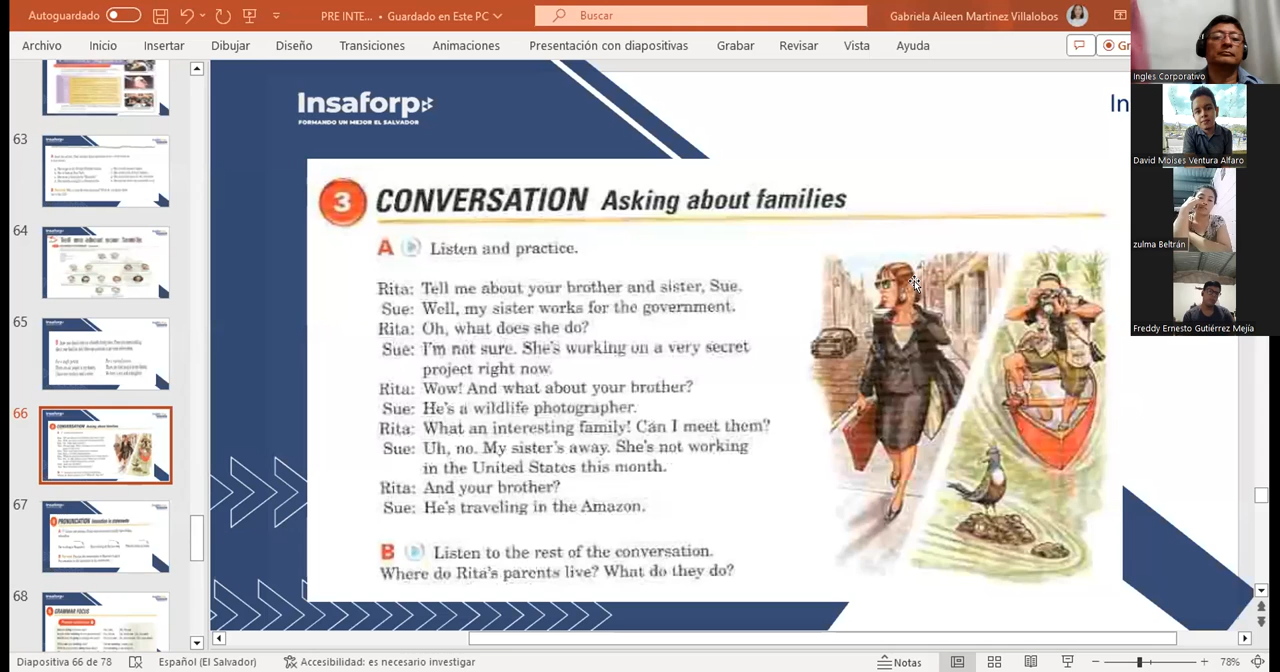 Autoguardado
PRE INTE... • Guardado en Este PC
Buscar
Gabriela Aileen Martinez Villalobos
Archivo Inicio Insertar Dibujar Diseño Transiciones Animaciones Presentación con diapositivas Grabar Revisar Vista Ayuda
Ingles Corporativo
David Moises Ventura Alfaro
zulma Beltrán
Freddy Ernesto Gutiérrez Mejía
63
64
65
66
67
68
Insaforp
FORMANDO UN MEJOR EL SALVADOR
In
3 CONVERSATION Asking about families
A Listen and practice.
Rita: Tell me about your brother and sister, Sue.
Sue: Well, my sister works for the government.
Rita: Oh, what does she do?
Sue: I'm not sure. She's working on a very secret
project right now.
Rita: Wow! And what about your brother?
Sue: He's a wildlife photographer.
Rita: What an interesting family! Can I meet them?
Sue: Uh, no. My sister's away. She's not working
in the United States this month.
Rita: And your brother?
Sue: He's traveling in the Amazon.
B Listen to the rest of the conversation.
Where do Rita's parents live? What do they do?
Diapositiva 66 de 78 Español (El Salvador) Accesibilidad: es necesario investigar Notas 78%